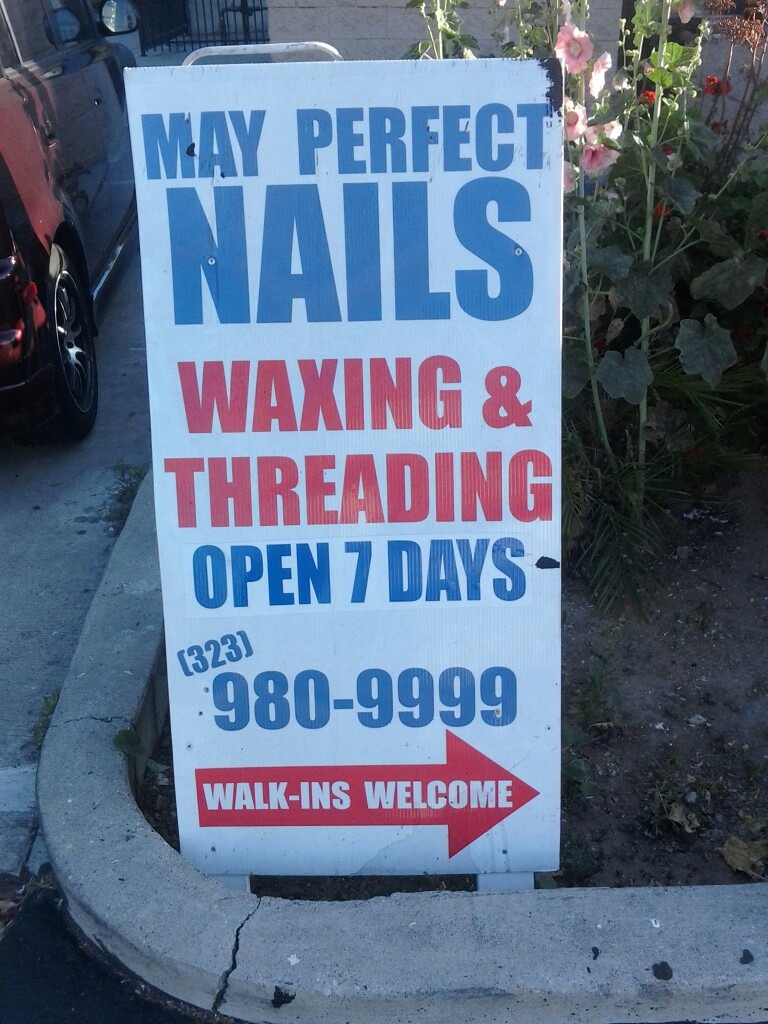 MAY PERFECT
NAILS
WAXING &
THREADING
OPEN 7 DAYS
(323)
980-9999
WALK-INS WELCOME